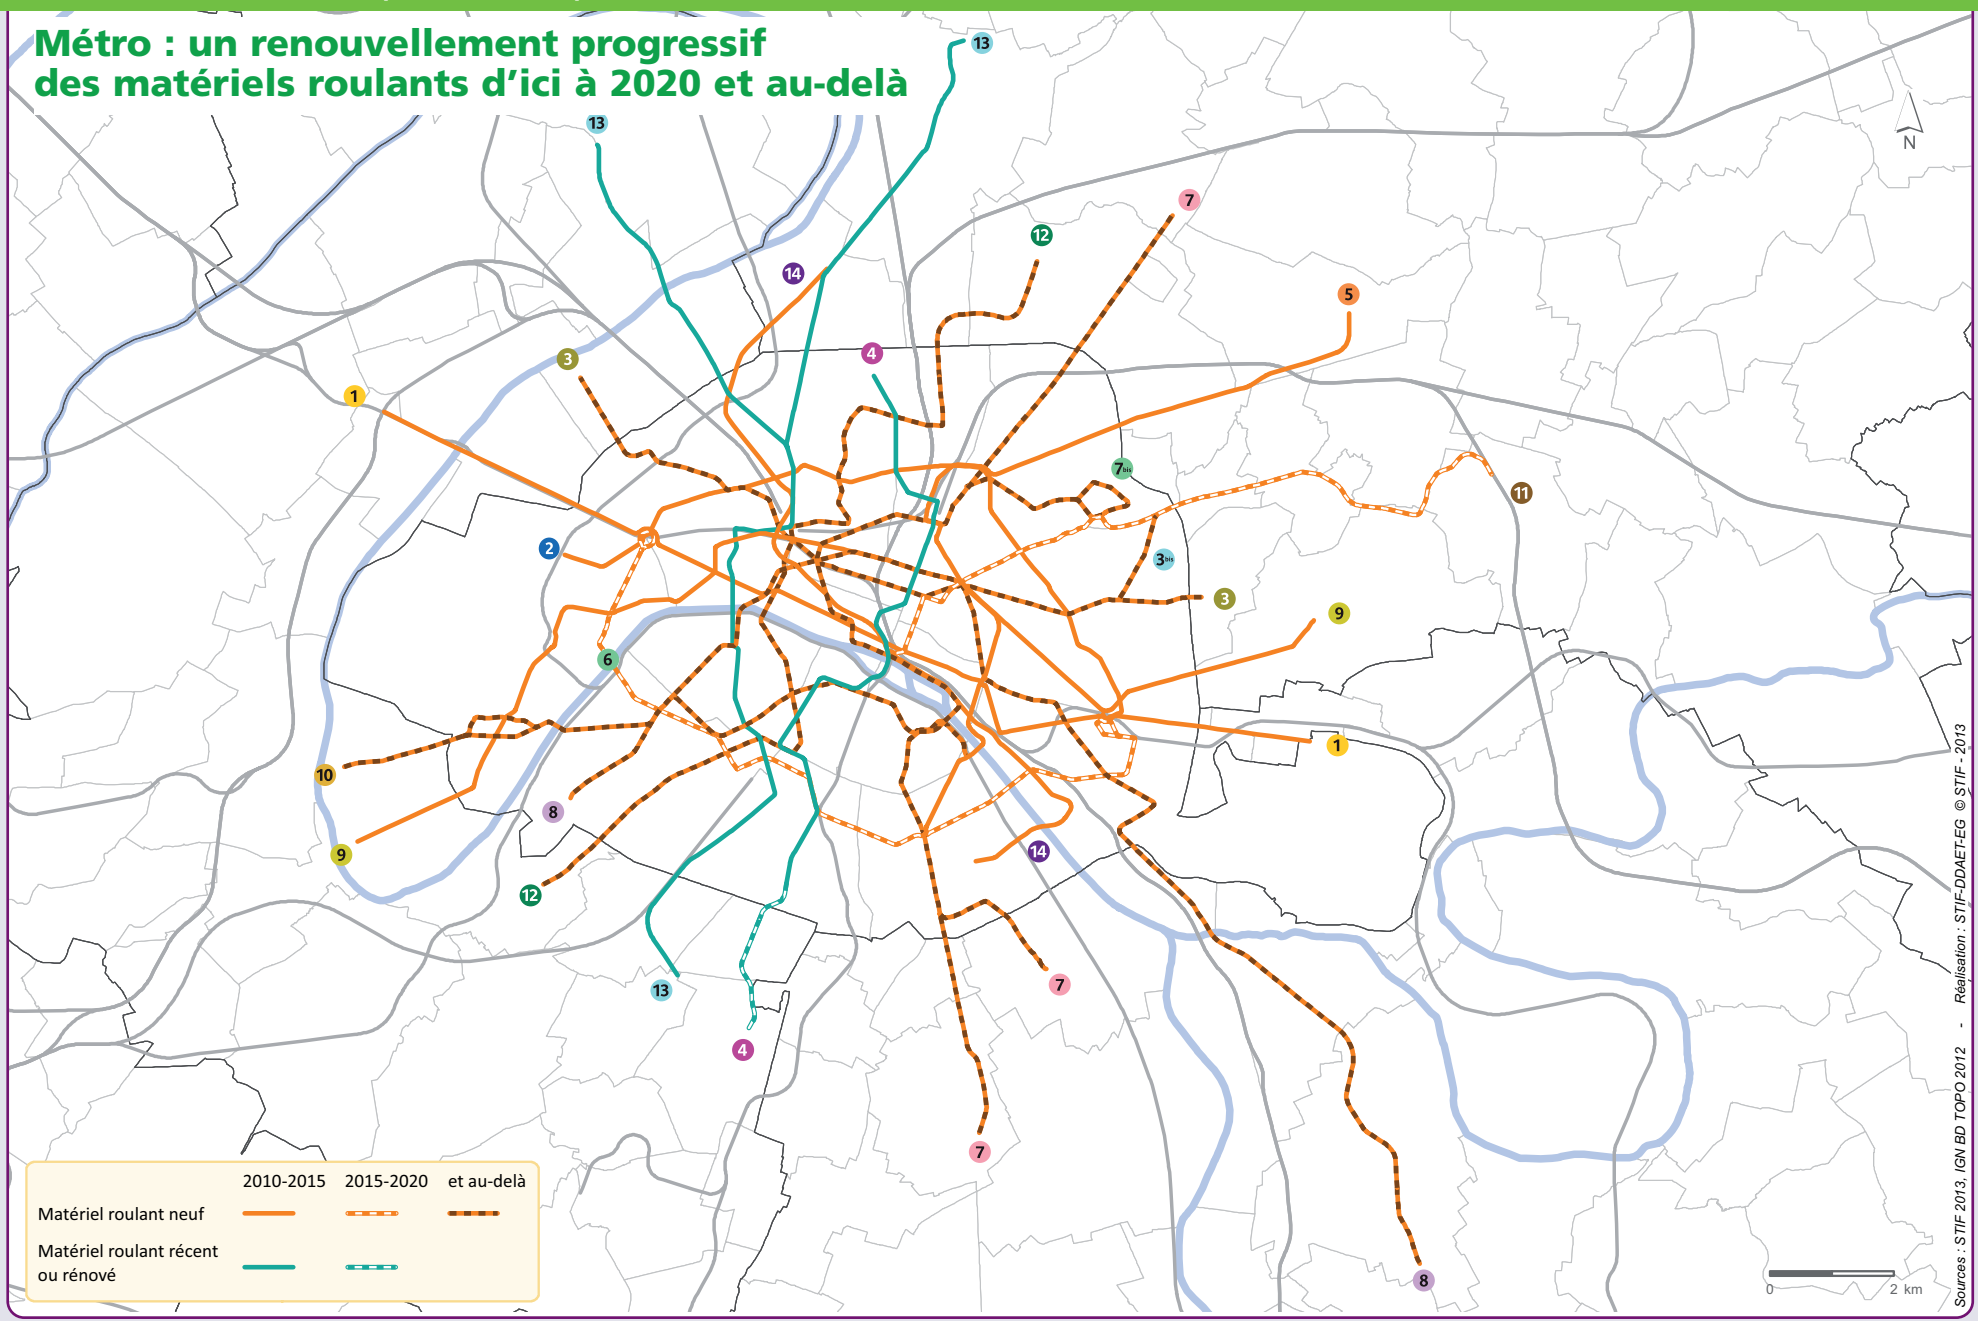 Métro : un renouvellement progressif
des matériels roulants d'ici à 2020 et au-delà
13
13
N
7
12
14
5
3
4
1
7bis
11
2
3bis
3
9
6
1
10
8
9
14
12
7
13
4
7
8
2010-2015
2015-2020
et au-delà
Matériel roulant neuf
Matériel roulant récent
ou rénové
0
2 km
Sources : STIF 2013, IGN BD TOPO 2012 - Réalisation : STIF-DDAET-EG © STIF - 2013